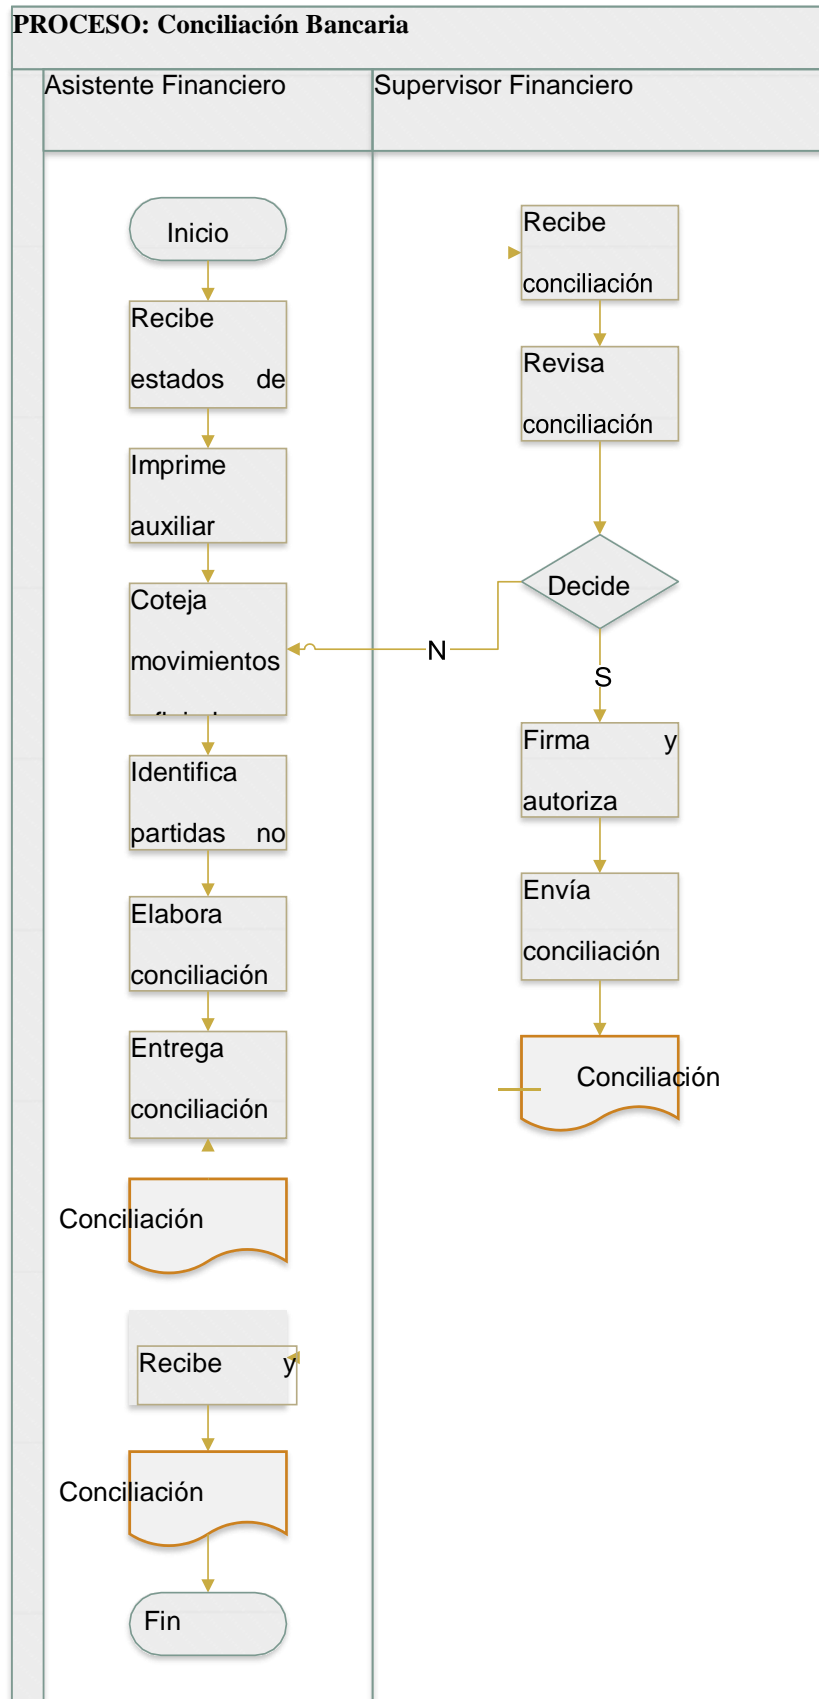 PROCESO: Conciliación Bancaria
Asistente Financiero
Supervisor Financiero
Inicio
Recibe
estados de
Imprime
auxiliar
Coteja
movimientos
Identifica
partidas no
Elabora
conciliación
Entrega
conciliación
Conciliación
Recibe y
Conciliación
Fin
Recibe
conciliación
Revisa
conciliación
Decide
N
S
Firma y
autoriza
Envía
conciliación
Conciliación